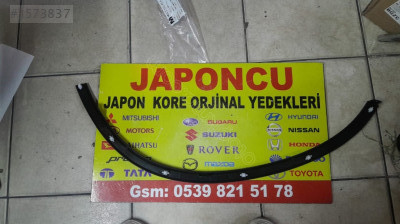 573837
JAPONCU
JAPON KORE ORJİNAL YEDEKLERİ
MITSUBISHI SUBARU HYUNDAI
MOTORS SUZUKI NISSAN
ROVER HONDA
mazda
TATA TOYOTA
Gsm: 0539 821 51 78